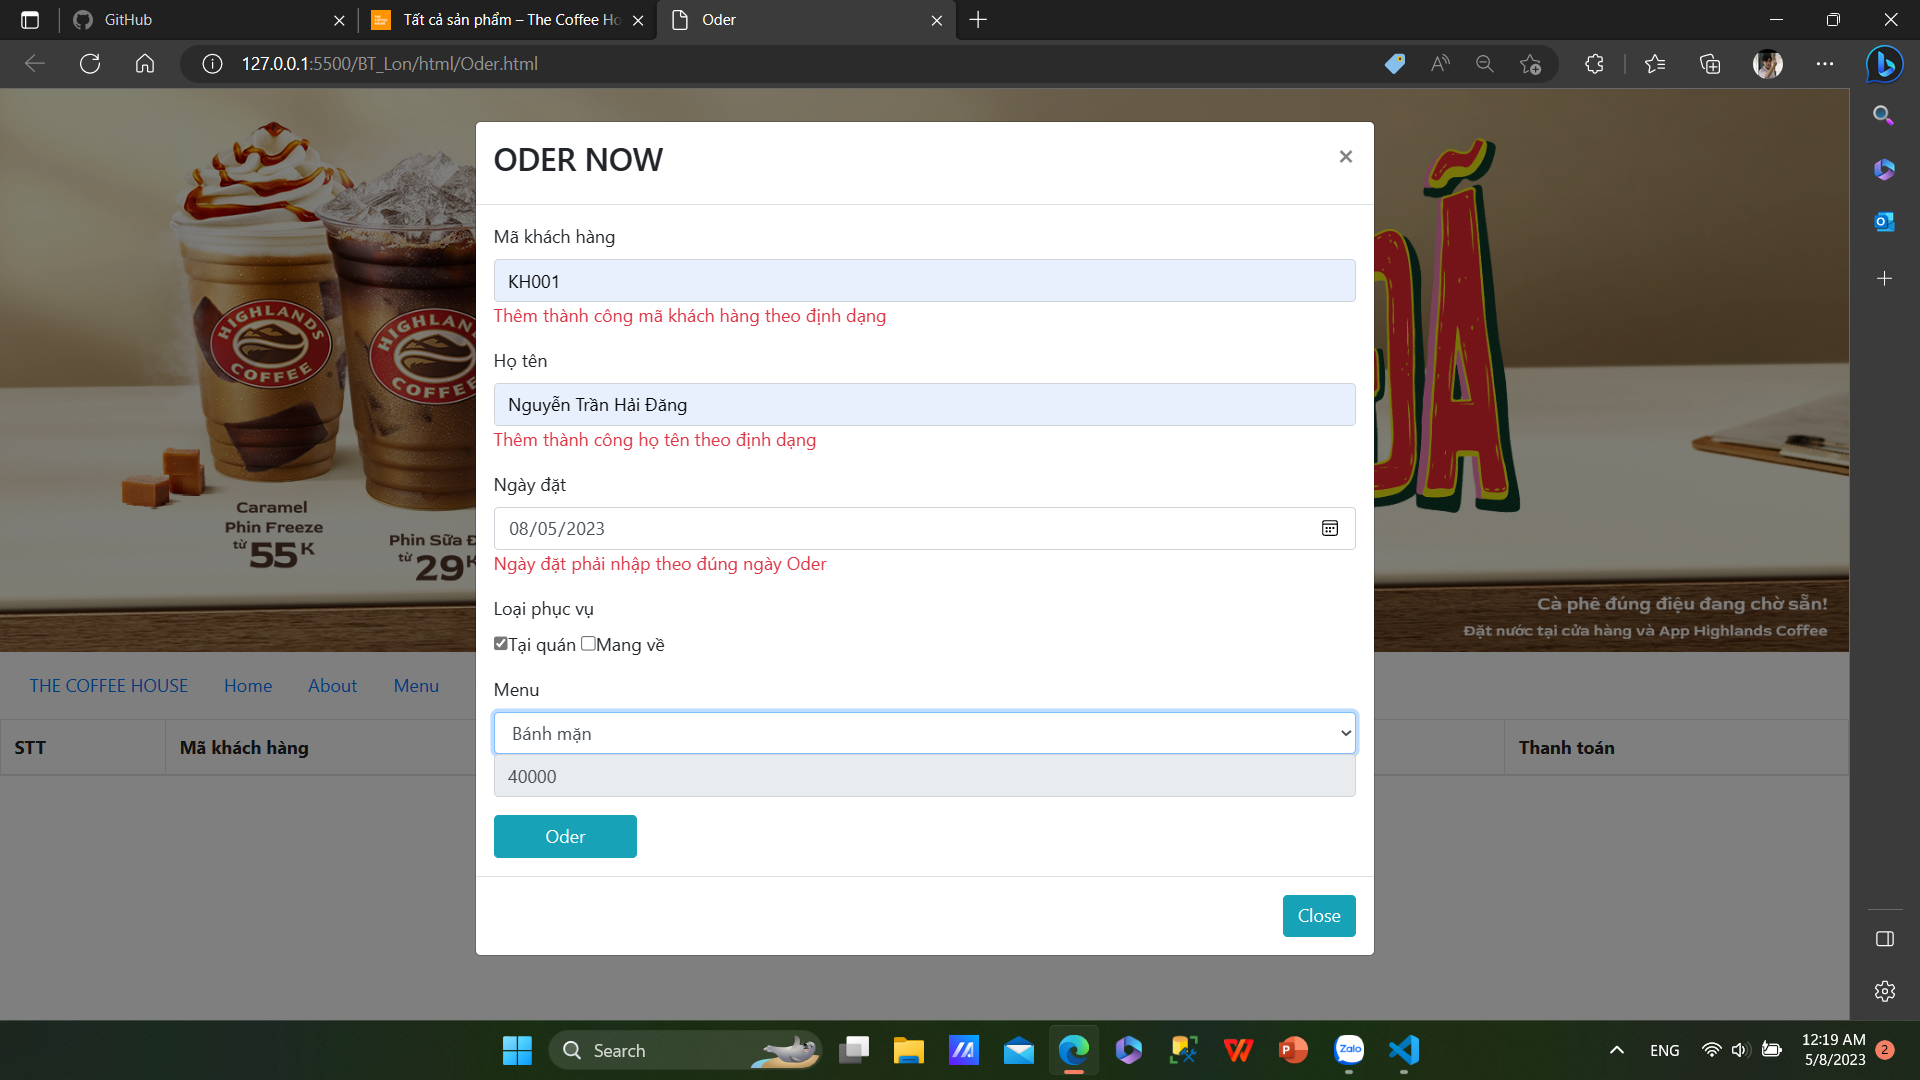 GitHub
Tất cả sản phẩm – The Coffee Ho
Oder
127.0.0.1:5500/BT_Lon/html/Oder.html
ODER NOW
×
Mã khách hàng
KH001
Thêm thành công mã khách hàng theo định dạng
Họ tên
Nguyễn Trần Hải Đăng
Thêm thành công họ tên theo định dạng
Ngày đặt
08/05/2023
Ngày đặt phải nhập theo đúng ngày Oder
Loại phục vụ
Tại quán Mang về
Menu
Bánh mặn
40000
Oder
Close
HIGHLANDS
COFFEE
HIGHLAN
COFFEE
Caramel
Phin Freeze
từ 55K
Phin Sữa Đ
từ 29K
ĐÁ
Cà phê đúng điệu đang chờ sẵn!
Đặt nước tại cửa hàng và App Highlands Coffee
THE COFFEE HOUSE Home About Menu
STT Mã khách hàng Thanh toán
Search
Zalo
ENG
12:19 AM
5/8/2023
2